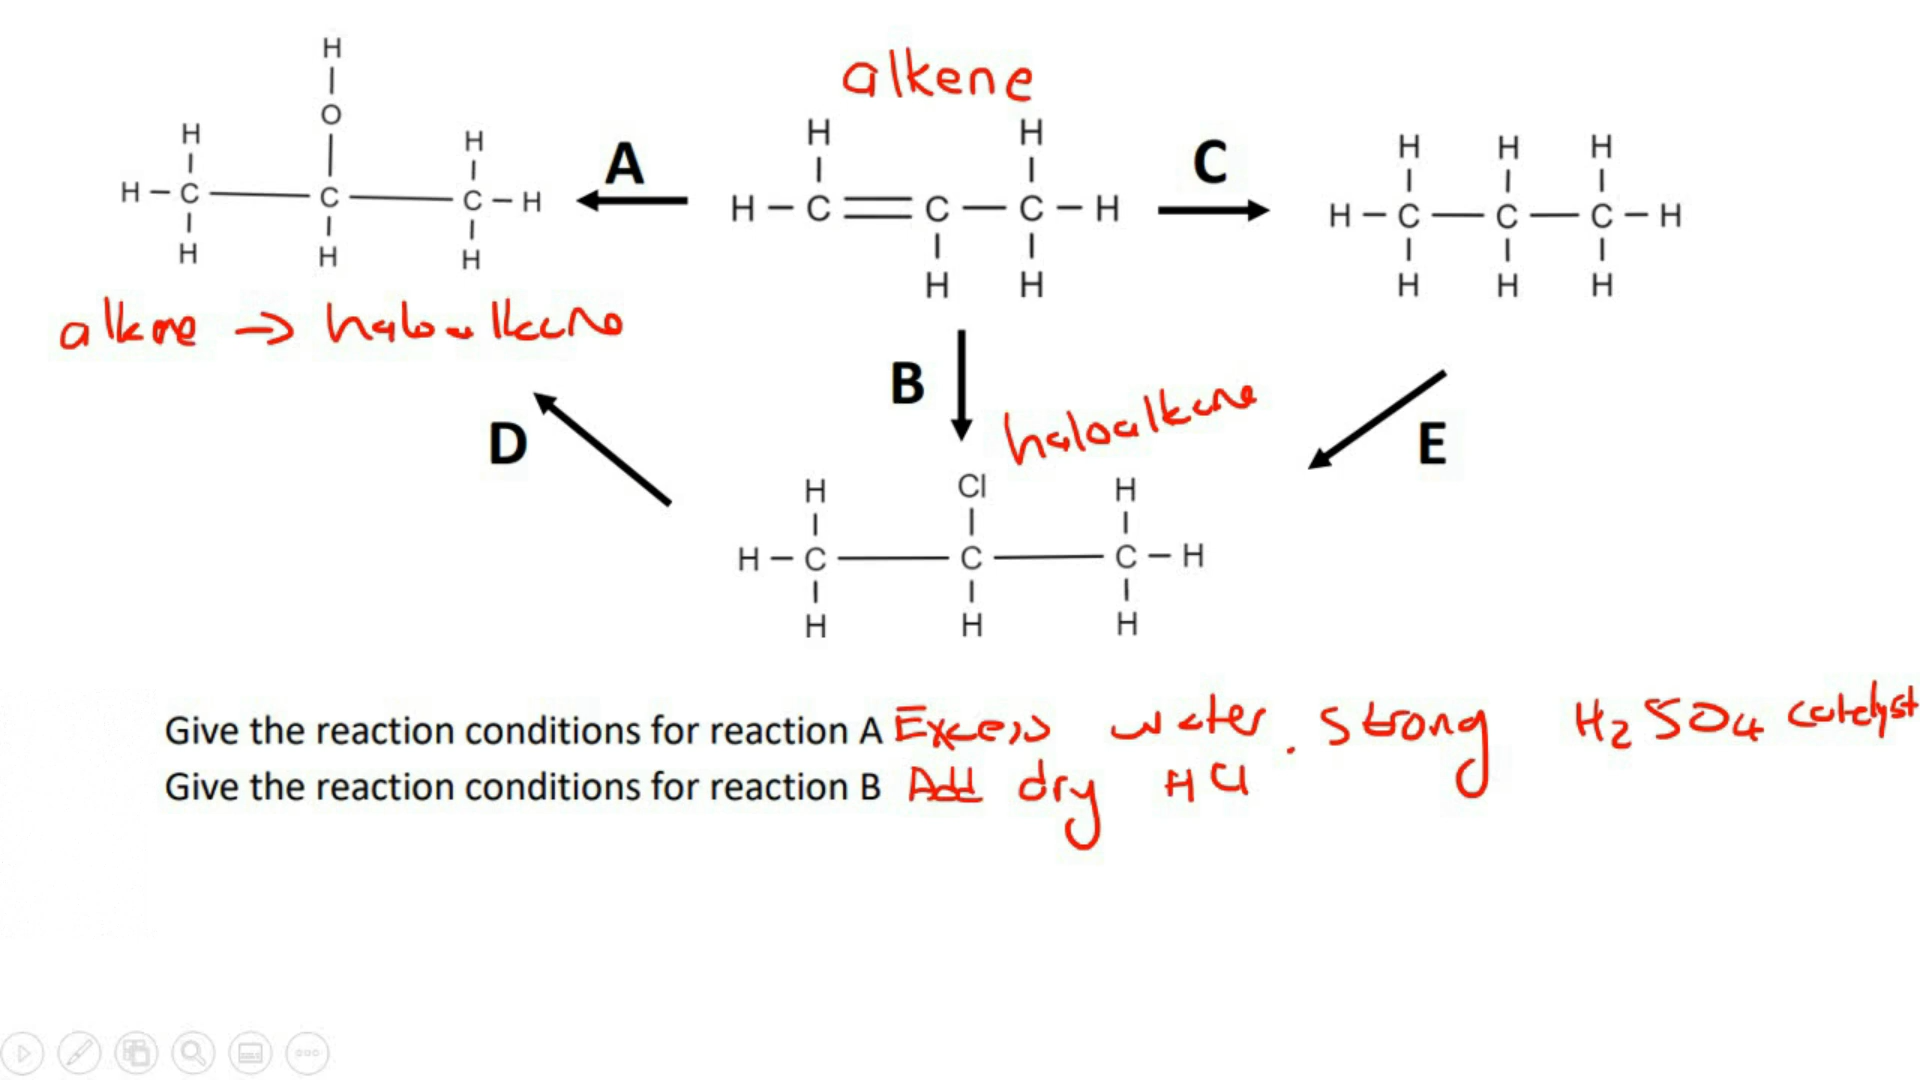 alkene
H
O
H H
A
H - C C C - H
H H H
H H
H - C C - C - H
H H
C
H H H
H - C - C - C - H
H H H
alkene → haloalkane
B
haloalkane
D
E
H Cl H
H - C C C - H
H H H
Give the reaction conditions for reaction A Excess water. strong H2SO4 catalyst
Give the reaction conditions for reaction B Add dry HCl